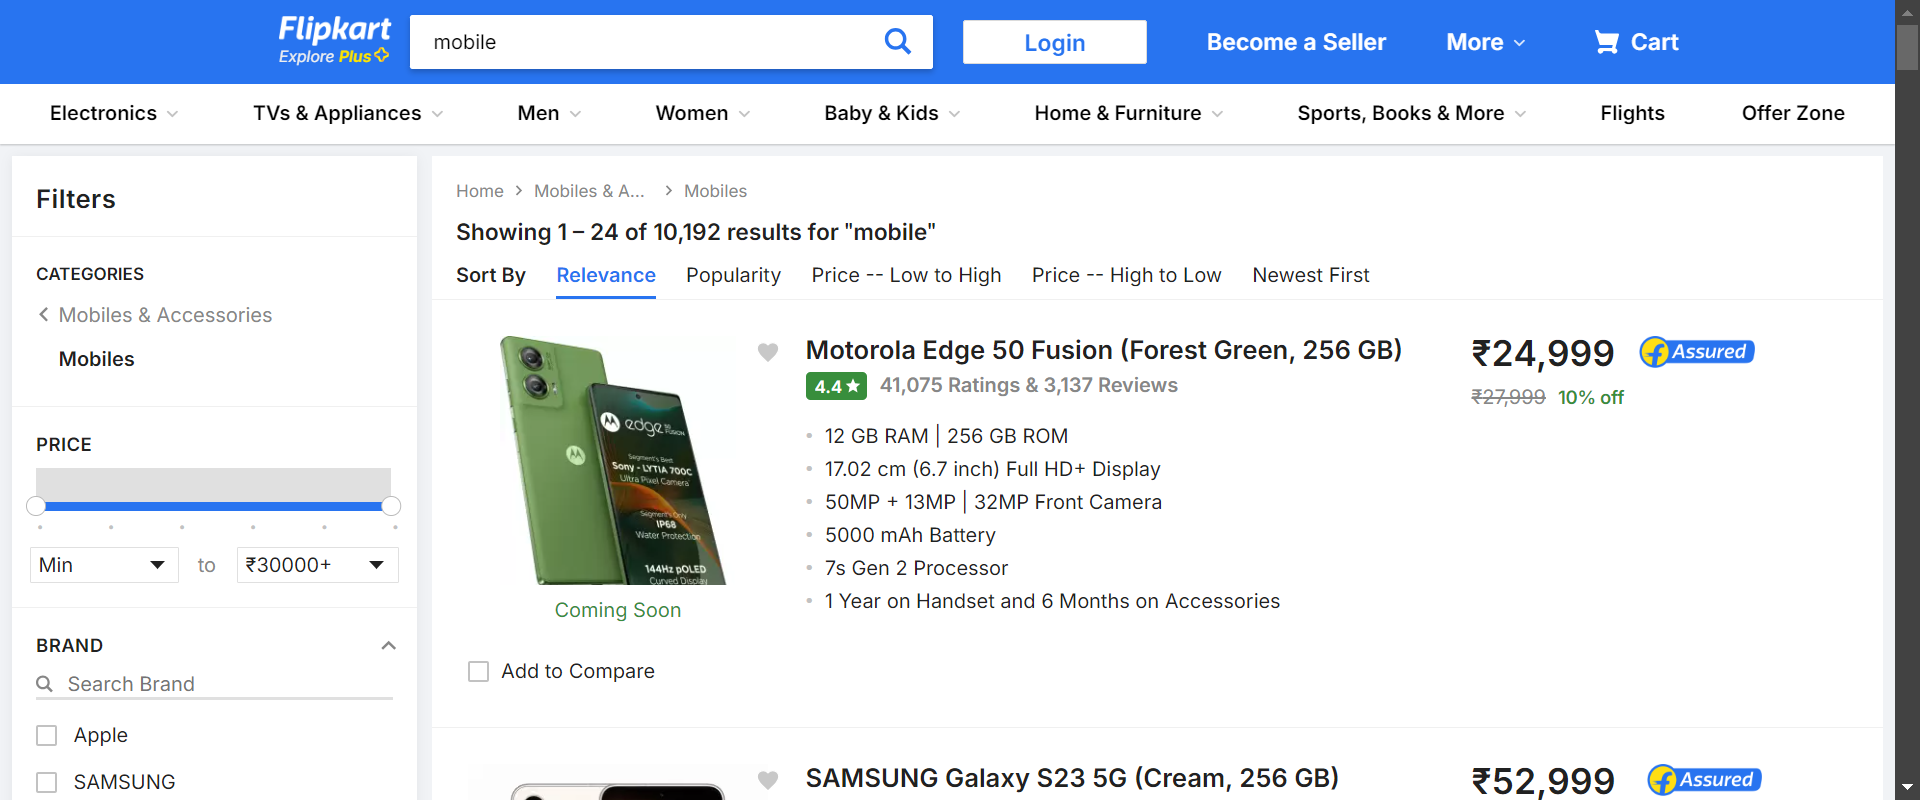 Flipkart
Explore Plus
mobile
Login
Become a Seller
More
Cart
Electronics
TVs & Appliances
Men
Women
Baby & Kids
Home & Furniture
Sports, Books & More
Flights
Offer Zone
Filters
CATEGORIES
Mobiles & Accessories
Mobiles
PRICE
Min
to
₹30000+
BRAND
Search Brand
Apple
SAMSUNG
Home
Mobiles & A...
Mobiles
Showing 1 – 24 of 10,192 results for "mobile"
Sort By
Relevance
Popularity
Price -- Low to High
Price -- High to Low
Newest First
edge 50 FUSION
Segment's Best
Sony - LYTIA 700C
Ultra Pixel Camera
Segment's Only
IP68
Water Protection
144Hz pOLED
Curved Display
Coming Soon
Add to Compare
Motorola Edge 50 Fusion (Forest Green, 256 GB)
4.4★ 41,075 Ratings & 3,137 Reviews
12 GB RAM | 256 GB ROM
17.02 cm (6.7 inch) Full HD+ Display
50MP + 13MP | 32MP Front Camera
5000 mAh Battery
7s Gen 2 Processor
1 Year on Handset and 6 Months on Accessories
₹24,999
Assured
₹27,999 10% off
SAMSUNG Galaxy S23 5G (Cream, 256 GB)
₹52,999
Assured